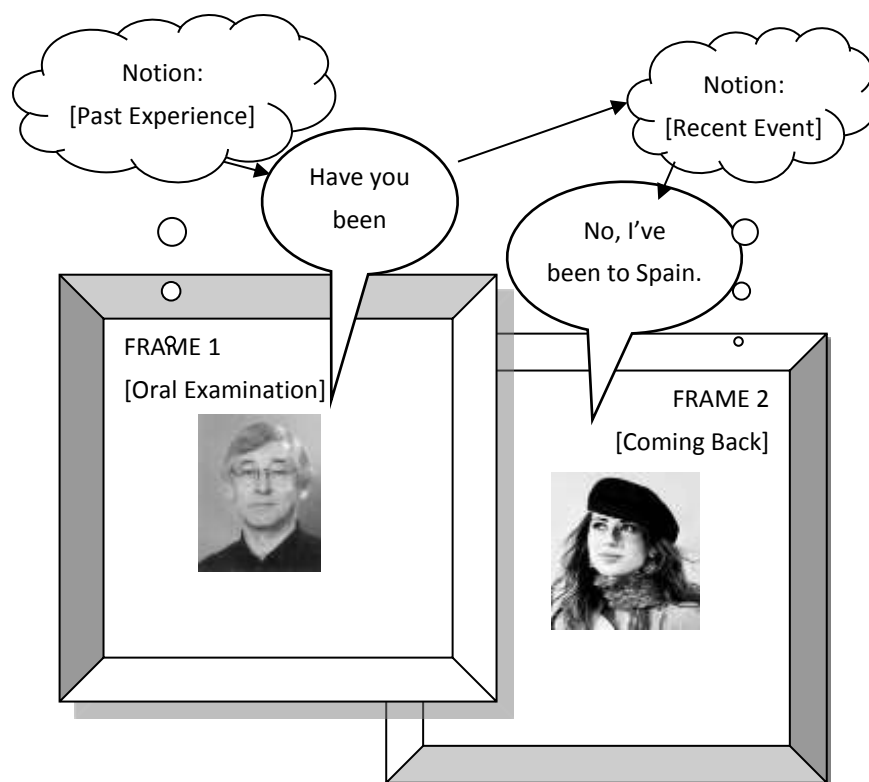 Notion:
[Past Experience]
Notion:
[Recent Event]
Have you
been
No, I've
been to Spain.
FRAME 1
[Oral Examination]
FRAME 2
[Coming Back]